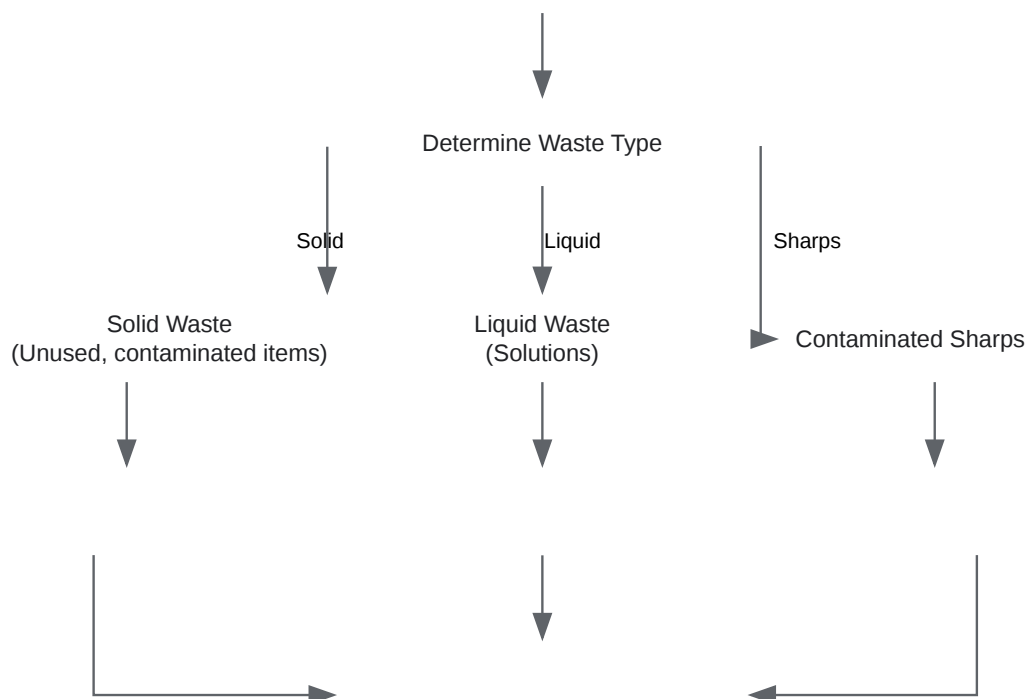 Determine Waste Type
Solid
Liquid
Sharps
Solid Waste
(Unused, contaminated items)
Liquid Waste
(Solutions)
Contaminated Sharps